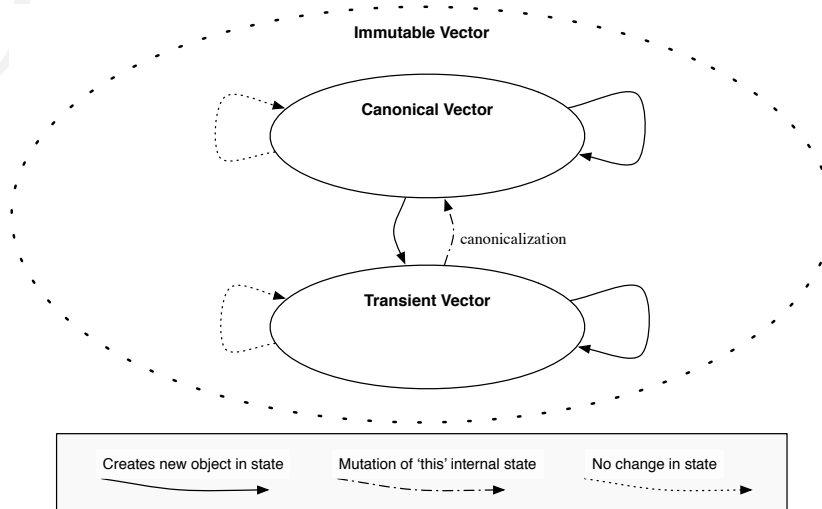 Immutable Vector
Canonical Vector
canonicalization
Transient Vector
Creates new object in state
Mutation of ‘this’ internal state
No change in state